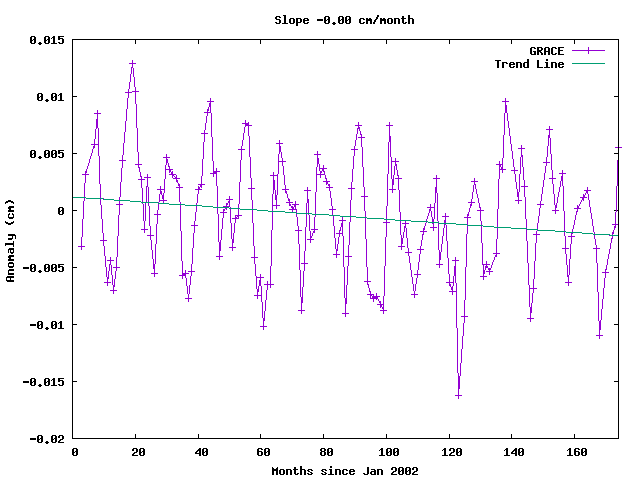 Slope -0.00 cm/month
GRACE
Trend Line
0.015
0.01
0.005
0
-0.005
-0.01
-0.015
-0.02
Anomaly (cm)
0 20 40 60 80 100 120 140 160
Months since Jan 2002